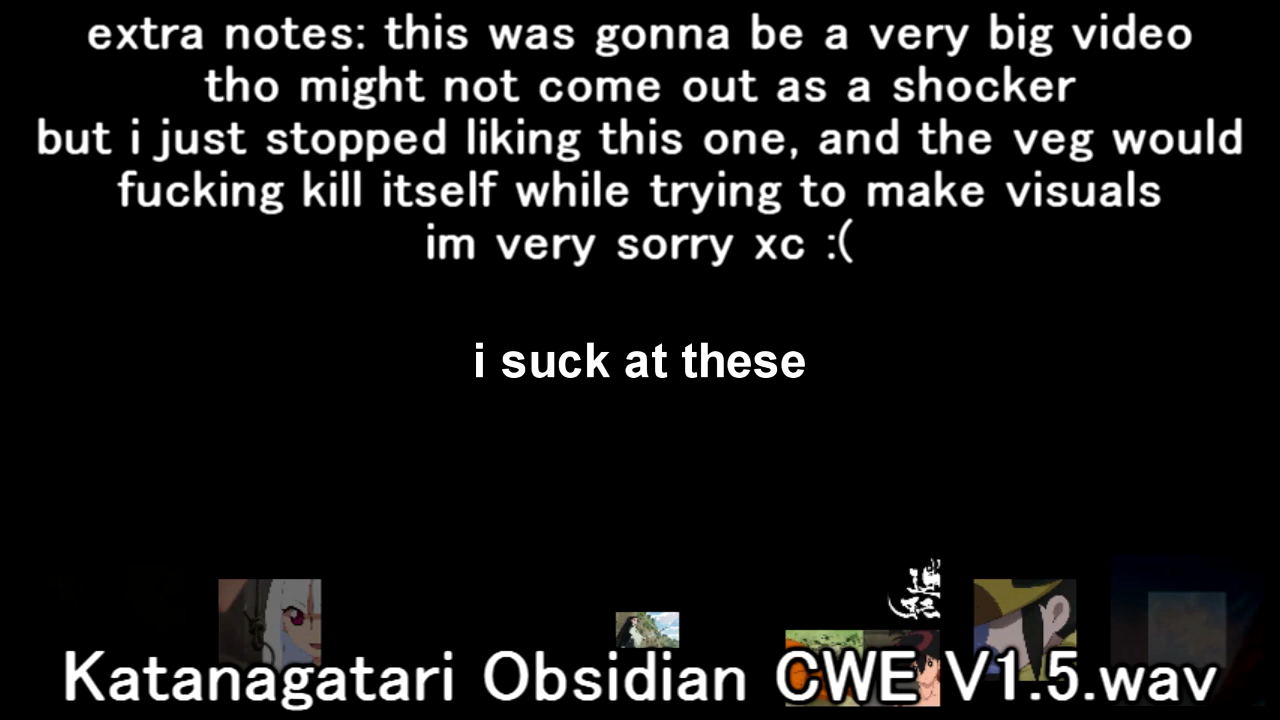 extra notes: this was gonna be a very big video
tho might not come out as a shocker
but i just stopped liking this one, and the veg would
fucking kill itself while trying to make visuals
im very sorry xc :(
i suck at these
Katanagatari Obsidian CWE V1.5.wav